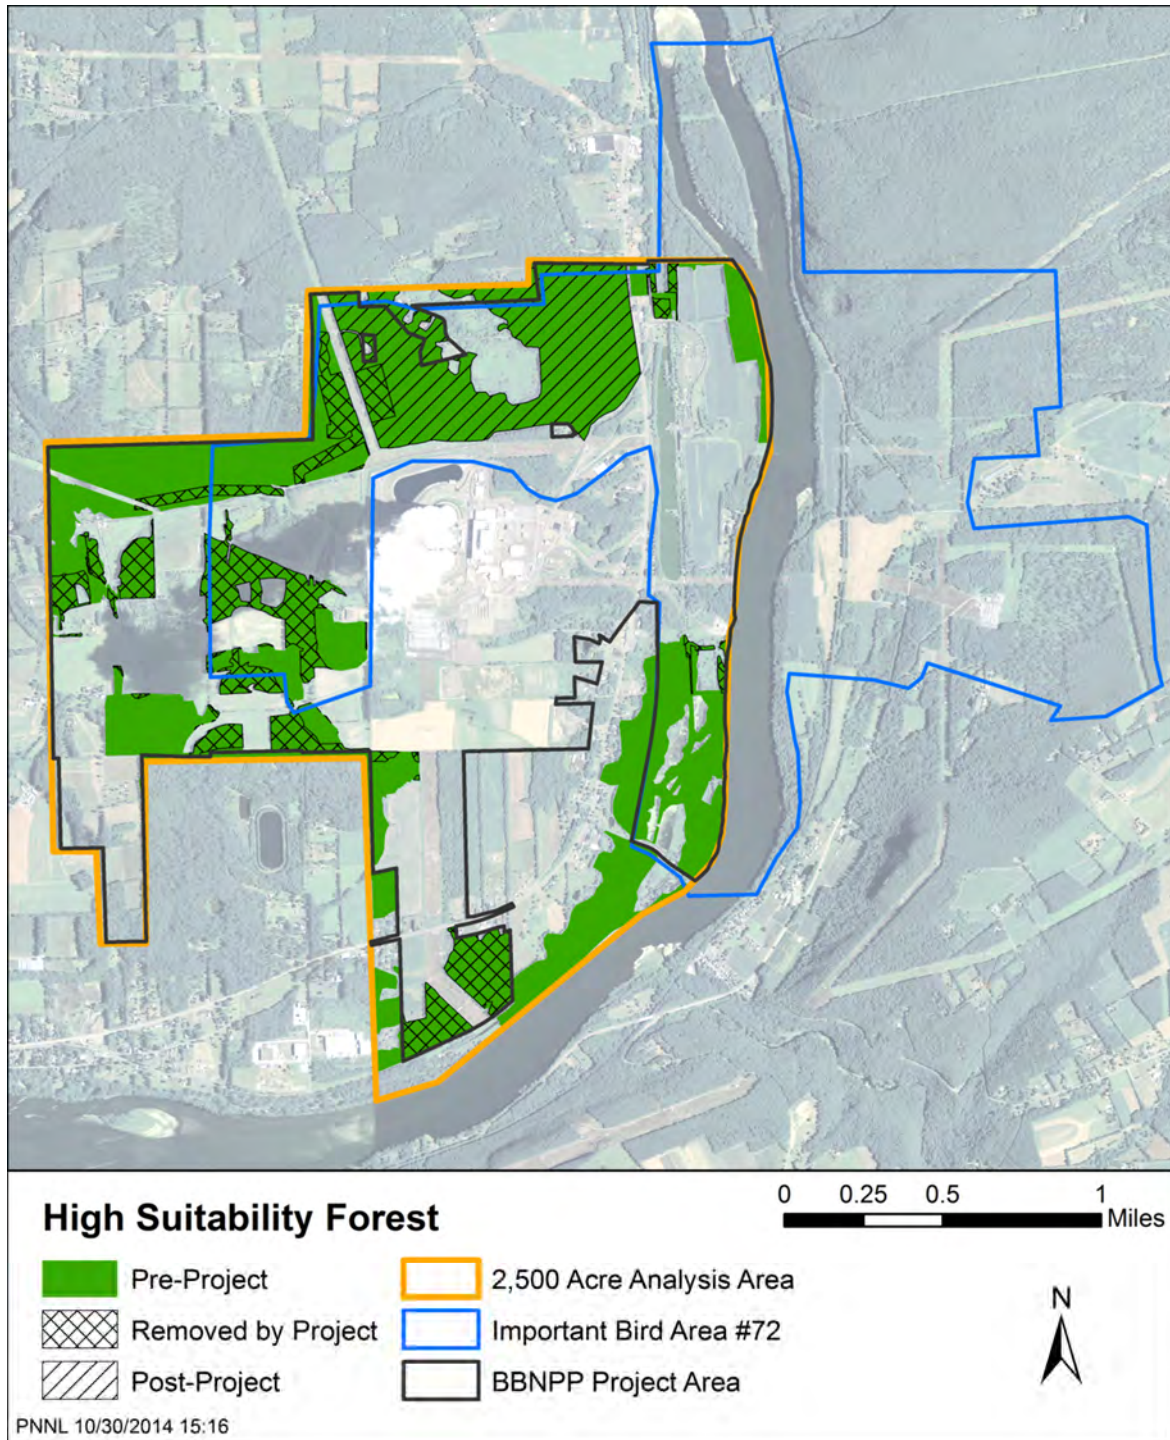 High Suitability Forest
0 0.25 0.5 1
Miles
Pre-Project
2,500 Acre Analysis Area
Removed by Project
Important Bird Area #72
Post-Project
BBNPP Project Area
N
PNNL 10/30/2014 15:16